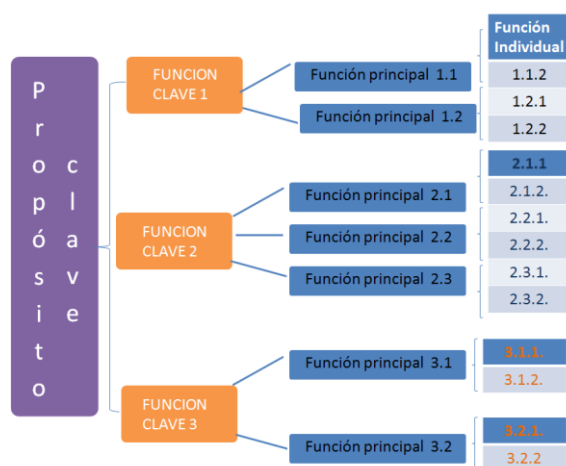 Propósito
clave
FUNCION
CLAVE 1
Función principal 1.1
Función principal 1.2
Función
Individual
1.1.2
1.2.1
1.2.2
FUNCION
CLAVE 2
Función principal 2.1
Función principal 2.2
Función principal 2.3
2.1.1
2.1.2.
2.2.1.
2.2.2.
2.3.1.
2.3.2.
FUNCION
CLAVE 3
Función principal 3.1
Función principal 3.2
3.1.1.
3.1.2.
3.2.1.
3.2.2